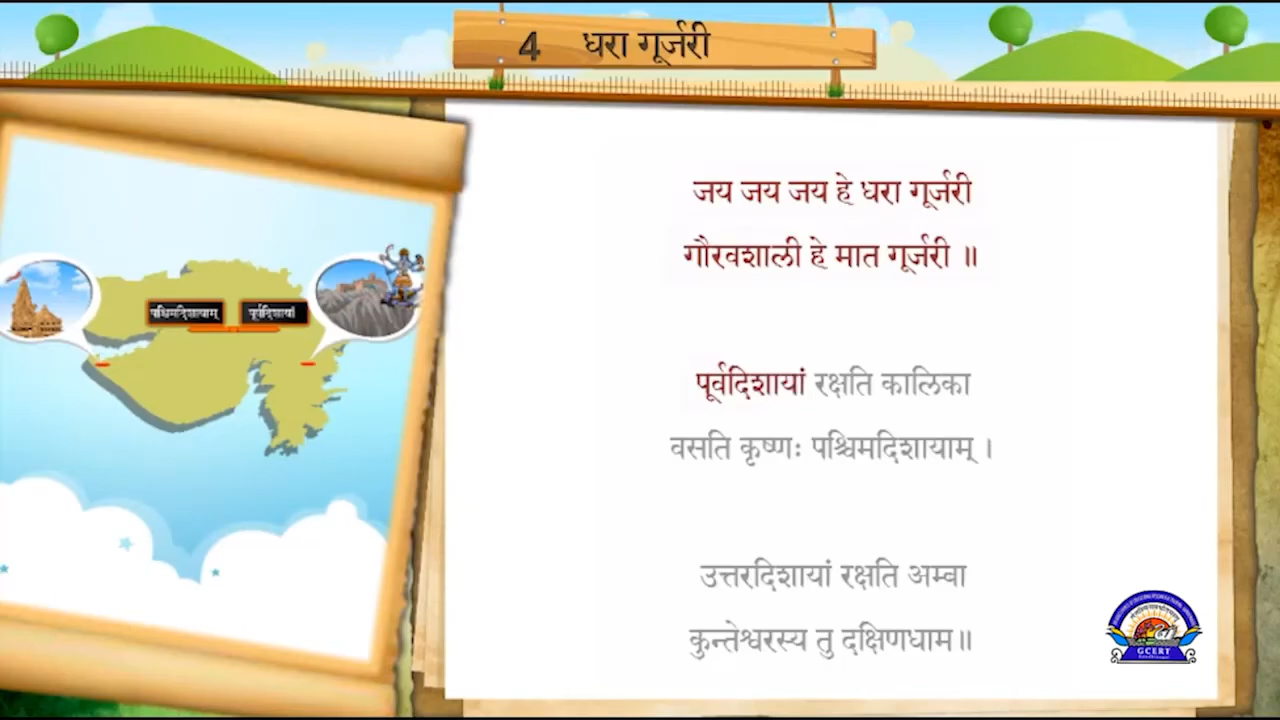 4 धरा गूर्जरी
जय जय जय हे धरा गूर्जरी
गौरवशाली हे मात गूर्जरी ॥
पूर्वदिशायां रक्षति कालिका
वसति कृष्णः पश्चिमदिशायाम् ।
उत्तरदिशायां रक्षति अम्बा
कुन्तेश्वरस्य तु दक्षिणधाम॥
पश्चिमदिशायाम्
पूर्वदिशायां
GCERT